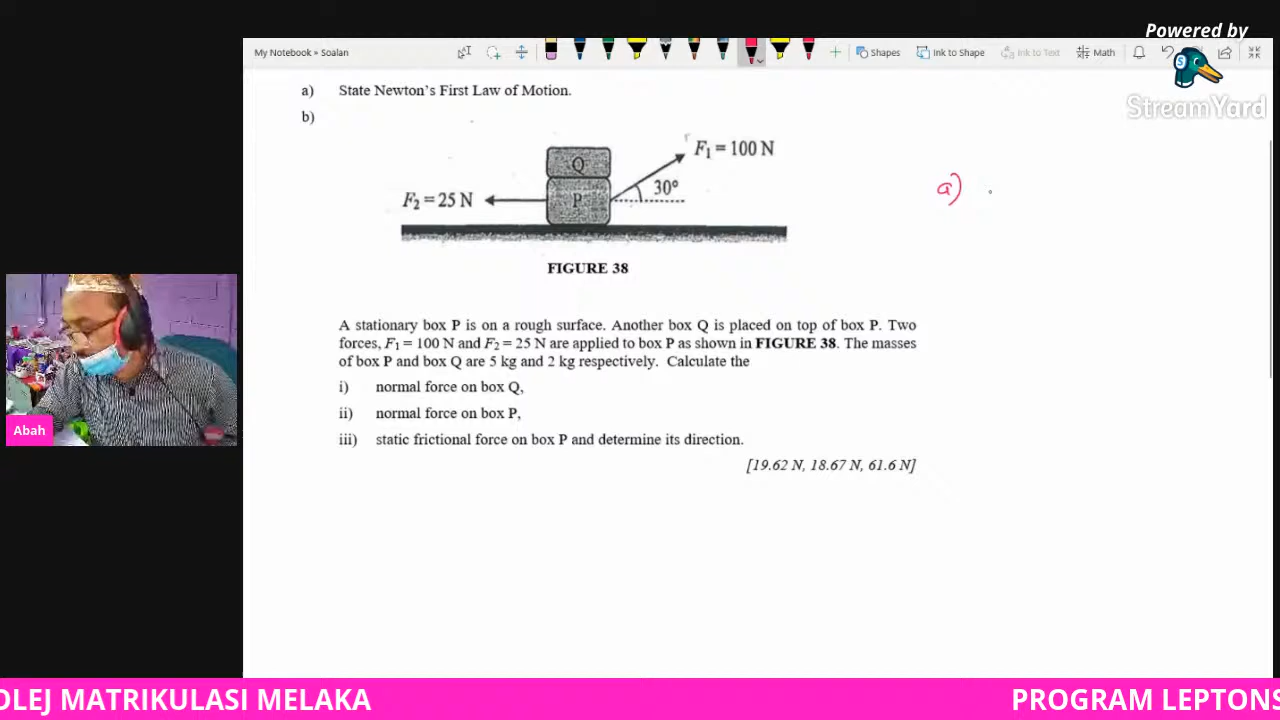 Powered by
StreamYard
My Notebook » Soalan
Shapes
Ink to Shape
Ink to Text
Math
a) State Newton's First Law of Motion.
b)
Q
P
F₁ = 100 N
30°
F₂ = 25 N
FIGURE 38
a)
A stationary box P is on a rough surface. Another box Q is placed on top of box P. Two
forces, F₁ = 100 N and F₂ = 25 N are applied to box P as shown in FIGURE 38. The masses
of box P and box Q are 5 kg and 2 kg respectively. Calculate the
i) normal force on box Q,
ii) normal force on box P,
iii) static frictional force on box P and determine its direction.
[19.62 N, 18.67 N, 61.6 N]
Abah
OLEJ MATRIKULASI MELAKA
PROGRAM LEPTONS